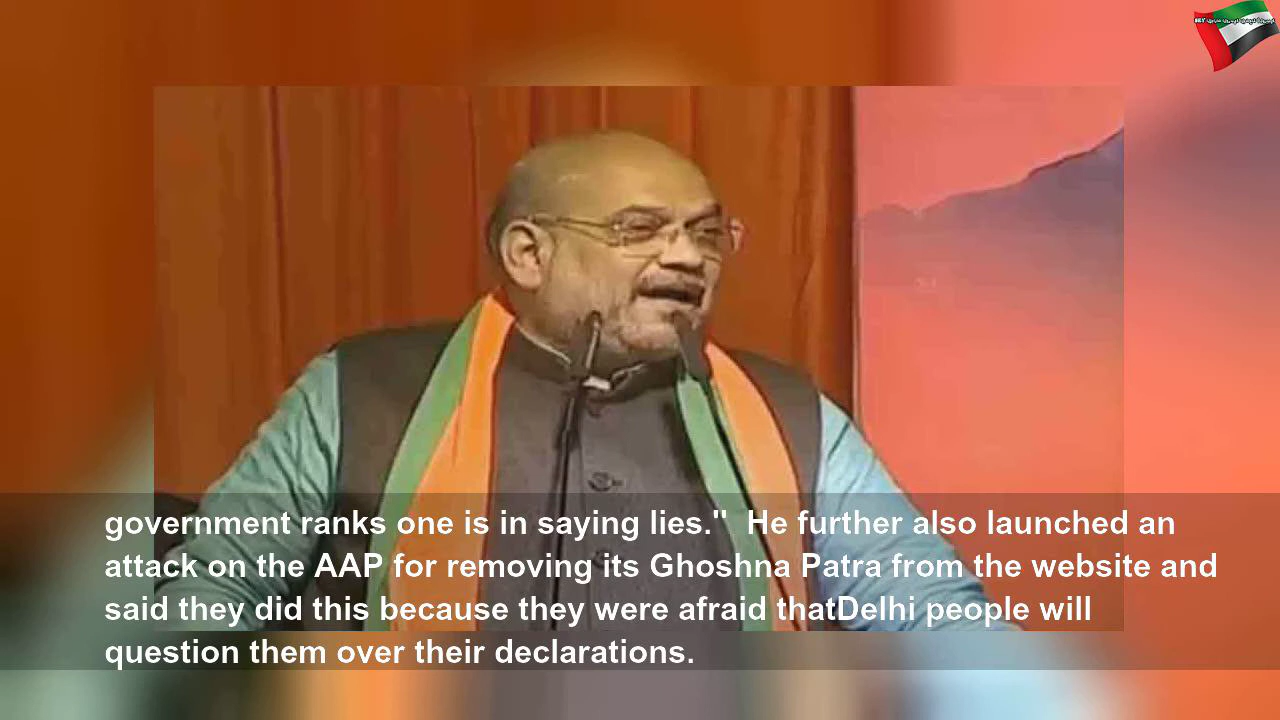 government ranks one is in saying lies."  He further also launched an
attack on the AAP for removing its Ghoshna Patra from the website and
said they did this because they were afraid thatDelhi people will
question them over their declarations.